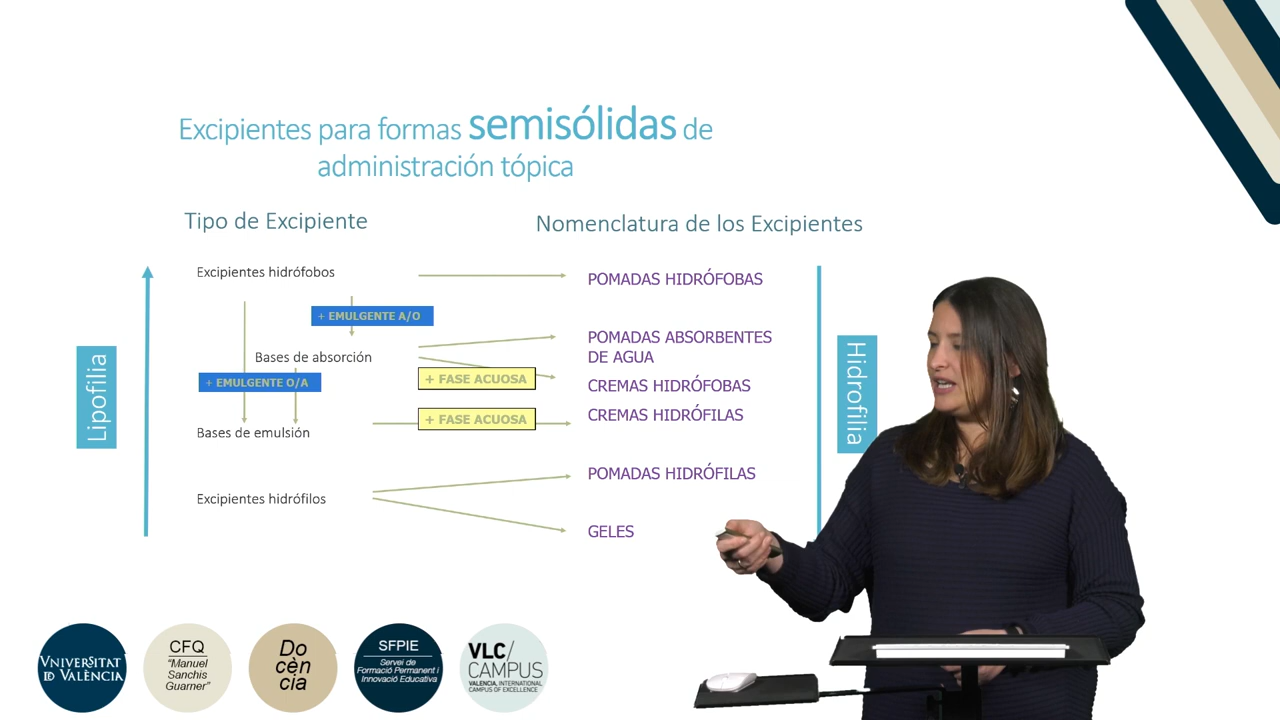 Excipientes para formas semisólidas de
administración tópica
Tipo de Excipiente
Nomenclatura de los Excipientes
Excipientes hidrófobos
POMADAS HIDRÓFOBAS
+ EMULGENTE A/O
POMADAS ABSORBENTES
DE AGUA
Bases de absorción
+ FASE ACUOSA
CREMAS HIDRÓFOBAS
+ EMULGENTE O/A
CREMAS HIDRÓFILAS
+ FASE ACUOSA
Bases de emulsión
POMADAS HIDRÓFILAS
Excipientes hidrófilos
GELES
Lipofilia
Hidrofilia
VNIVERSITAT
ID VALÈNCIA
CFQ
"Manuel
Sanchis
Guarner"
Do
cèn
cia
SFPIE
Servei de
Formació Permanent i
Innovació Educativa
VLC/
CAMPUS
VALENCIA, INTERNATIONAL
CAMPUS OF EXCELLENCE